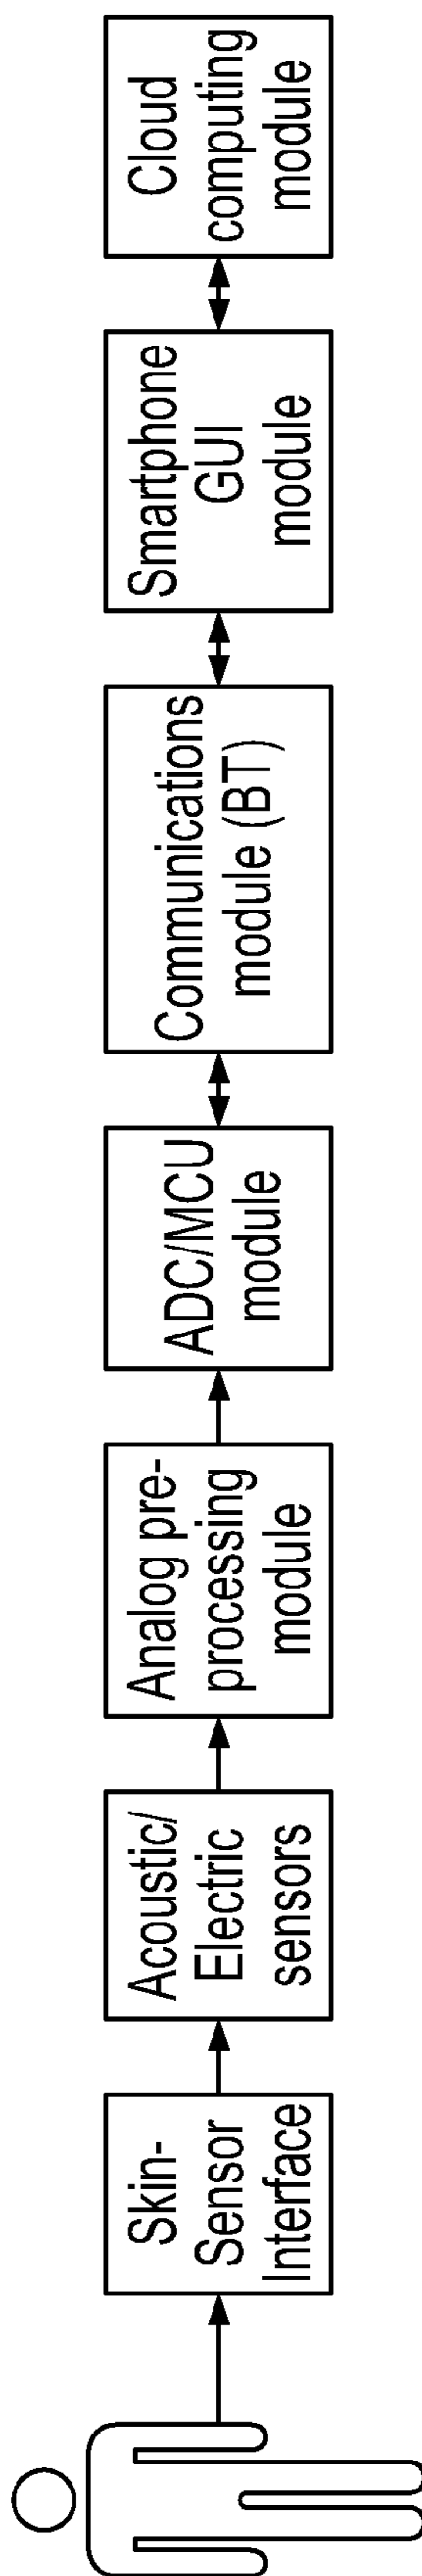 Skin-
Sensor
Interface
Acoustic/
Electric
sensors
Analog pre-
processing
module
ADC/MCU
module
Communications
module (BT)
Smartphone
GUI
module
Cloud
computing
module